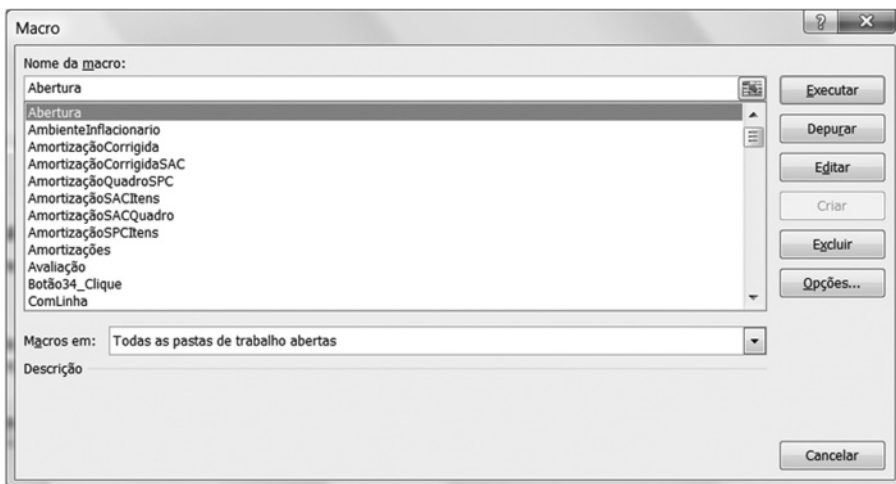 Macro
Nome da macro:
Abertura
Abertura
AmbienteInflacionario
AmortizaçãoCorrigida
AmortizaçãoCorrigidaSAC
AmortizaçãoQuadroSPC
AmortizaçãoSACItens
AmortizaçãoSACQuadro
AmortizaçãoSPCItens
Amortizações
Avaliação
Botão34_Clique
ComLinha
Executar
Depurar
Editar
Criar
Excluir
Opções...
Macros em: Todas as pastas de trabalho abertas
Descrição
Cancelar